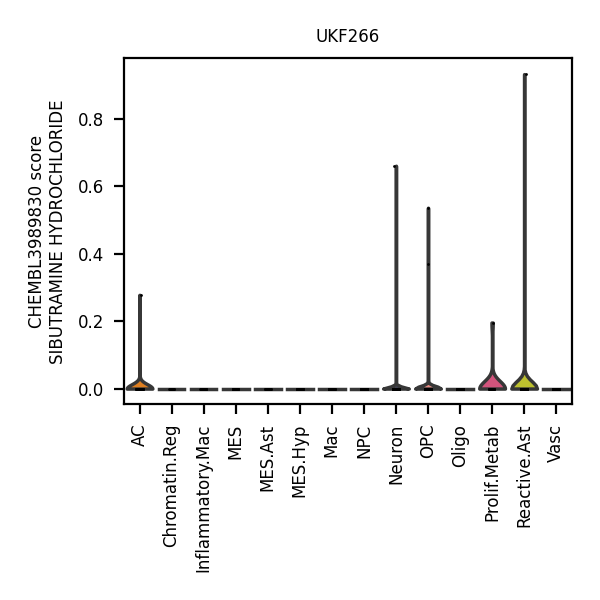 UKF266
CHEMBL3989830 score
SIBUTRAMINE HYDROCHLORIDE
0.8
0.6
0.4
0.2
0.0
AC
Chromatin.Reg
Inflammatory.Mac
MES
MES.Ast
MES.Hyp
Mac
NPC
Neuron
OPC
Oligo
Prolif.Metab
Reactive.Ast
Vasc